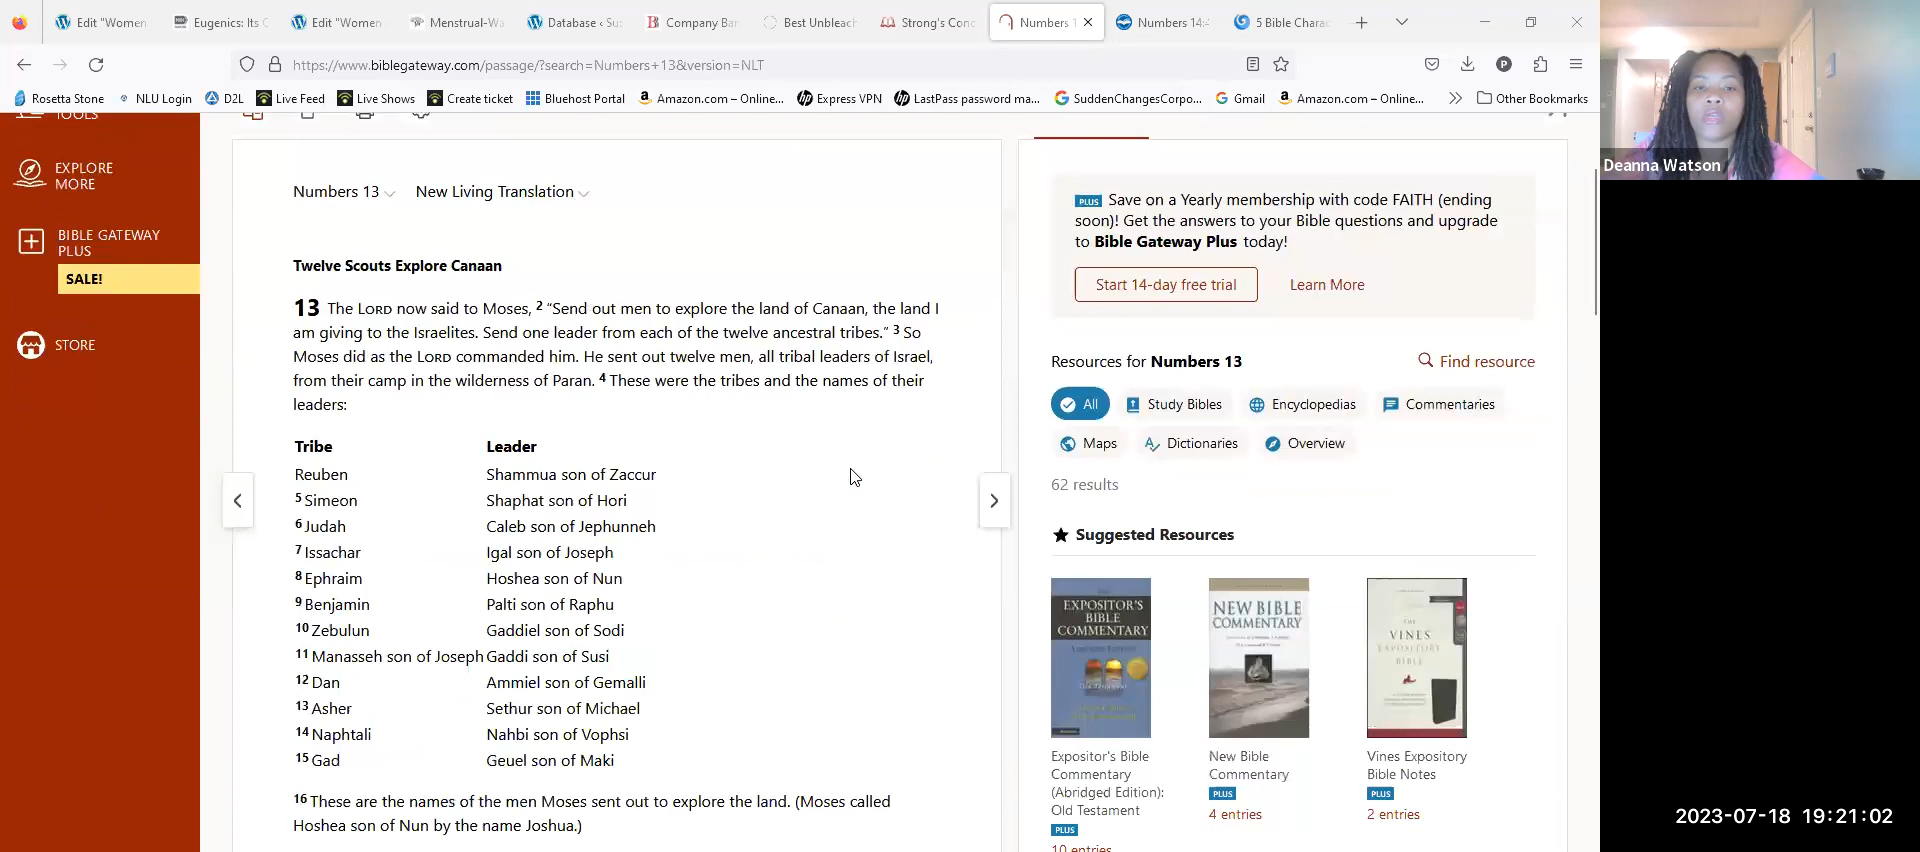 Edit "Women
Eugenics: Its C
Edit "Women
Menstrual-Wa
Database ‹ Su
Company Ba
Best Unbleach
Strong's Conc
Numbers 1
Numbers 14:
5 Bible Charac
https://www.biblegateway.com/passage/?search=Numbers+13&version=NLT
Rosetta Stone
NLU Login
D2L
Live Feed
Live Shows
Create ticket
Bluehost Portal
Amazon.com – Online...
Express VPN
LastPass password ma...
SuddenChangesCorpo...
Gmail
Amazon.com – Online...
Other Bookmarks
TOOLS
EXPLORE
MORE
BIBLE GATEWAY
PLUS
SALE!
STORE
Numbers 13 New Living Translation
Twelve Scouts Explore Canaan
13 The LORD now said to Moses, 2 “Send out men to explore the land of Canaan, the land I
am giving to the Israelites. Send one leader from each of the twelve ancestral tribes.” 3 So
Moses did as the LORD commanded him. He sent out twelve men, all tribal leaders of Israel,
from their camp in the wilderness of Paran. 4 These were the tribes and the names of their
leaders:
Tribe Leader
Reuben Shammua son of Zaccur
5 Simeon Shaphat son of Hori
6 Judah Caleb son of Jephunneh
7 Issachar Igal son of Joseph
8 Ephraim Hoshea son of Nun
9 Benjamin Palti son of Raphu
10 Zebulun Gaddiel son of Sodi
11 Manasseh son of Joseph Gaddi son of Susi
12 Dan Ammiel son of Gemalli
13 Asher Sethur son of Michael
14 Naphtali Nahbi son of Vophsi
15 Gad Geuel son of Maki
16 These are the names of the men Moses sent out to explore the land. (Moses called
Hoshea son of Nun by the name Joshua.)
PLUS Save on a Yearly membership with code FAITH (ending
soon)! Get the answers to your Bible questions and upgrade
to Bible Gateway Plus today!
Start 14-day free trial Learn More
Resources for Numbers 13 Find resource
All Study Bibles Encyclopedias Commentaries
Maps Dictionaries Overview
62 results
★ Suggested Resources
EXPOSITOR'S
BIBLE
COMMENTARY
NEW BIBLE
COMMENTARY
THE
VINES
EXPOSITORY
BIBLE
Expositor's Bible
Commentary
(Abridged Edition):
Old Testament
PLUS
10 entries
New Bible
Commentary
PLUS
4 entries
Vines Expository
Bible Notes
PLUS
2 entries
Deanna Watson
2023-07-18 19:21:02